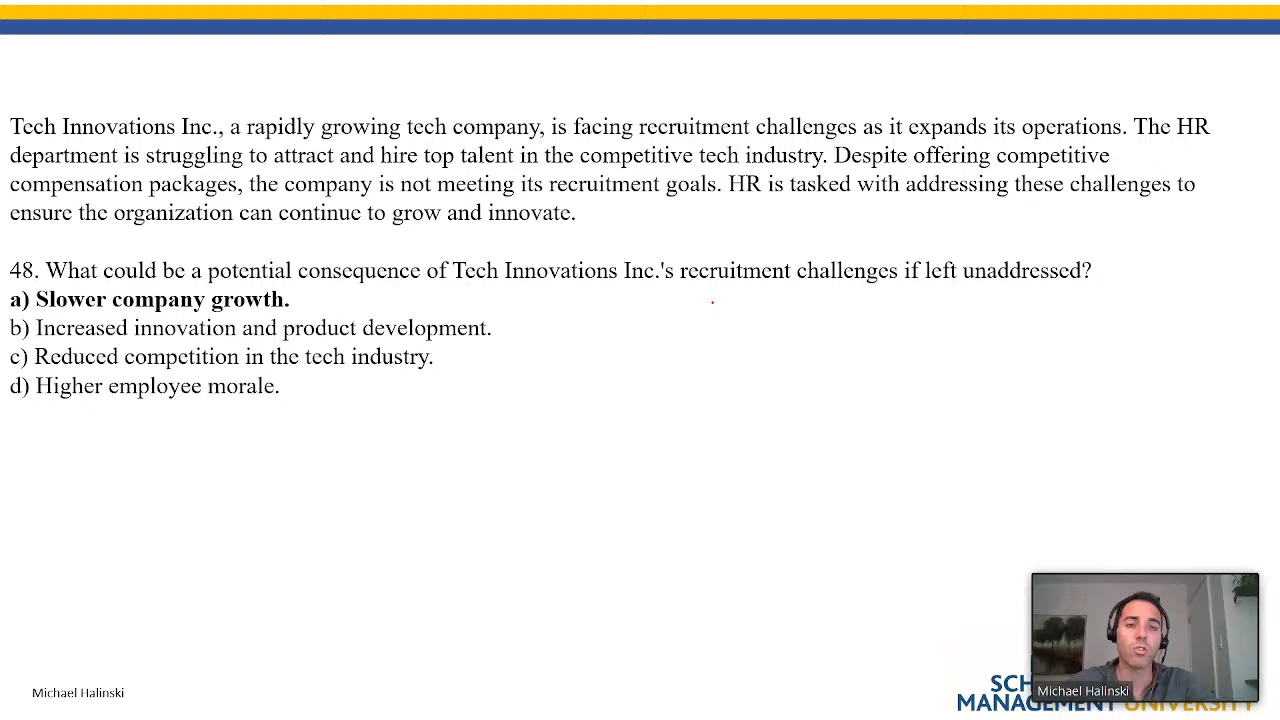 Tech Innovations Inc., a rapidly growing tech company, is facing recruitment challenges as it expands its operations. The HR
department is struggling to attract and hire top talent in the competitive tech industry. Despite offering competitive
compensation packages, the company is not meeting its recruitment goals. HR is tasked with addressing these challenges to
ensure the organization can continue to grow and innovate.
48. What could be a potential consequence of Tech Innovations Inc.'s recruitment challenges if left unaddressed?
a) Slower company growth.
b) Increased innovation and product development.
c) Reduced competition in the tech industry.
d) Higher employee morale.
Michael Halinski
Michael Halinski
SCH
MANAGEMENT UNIVERSITY